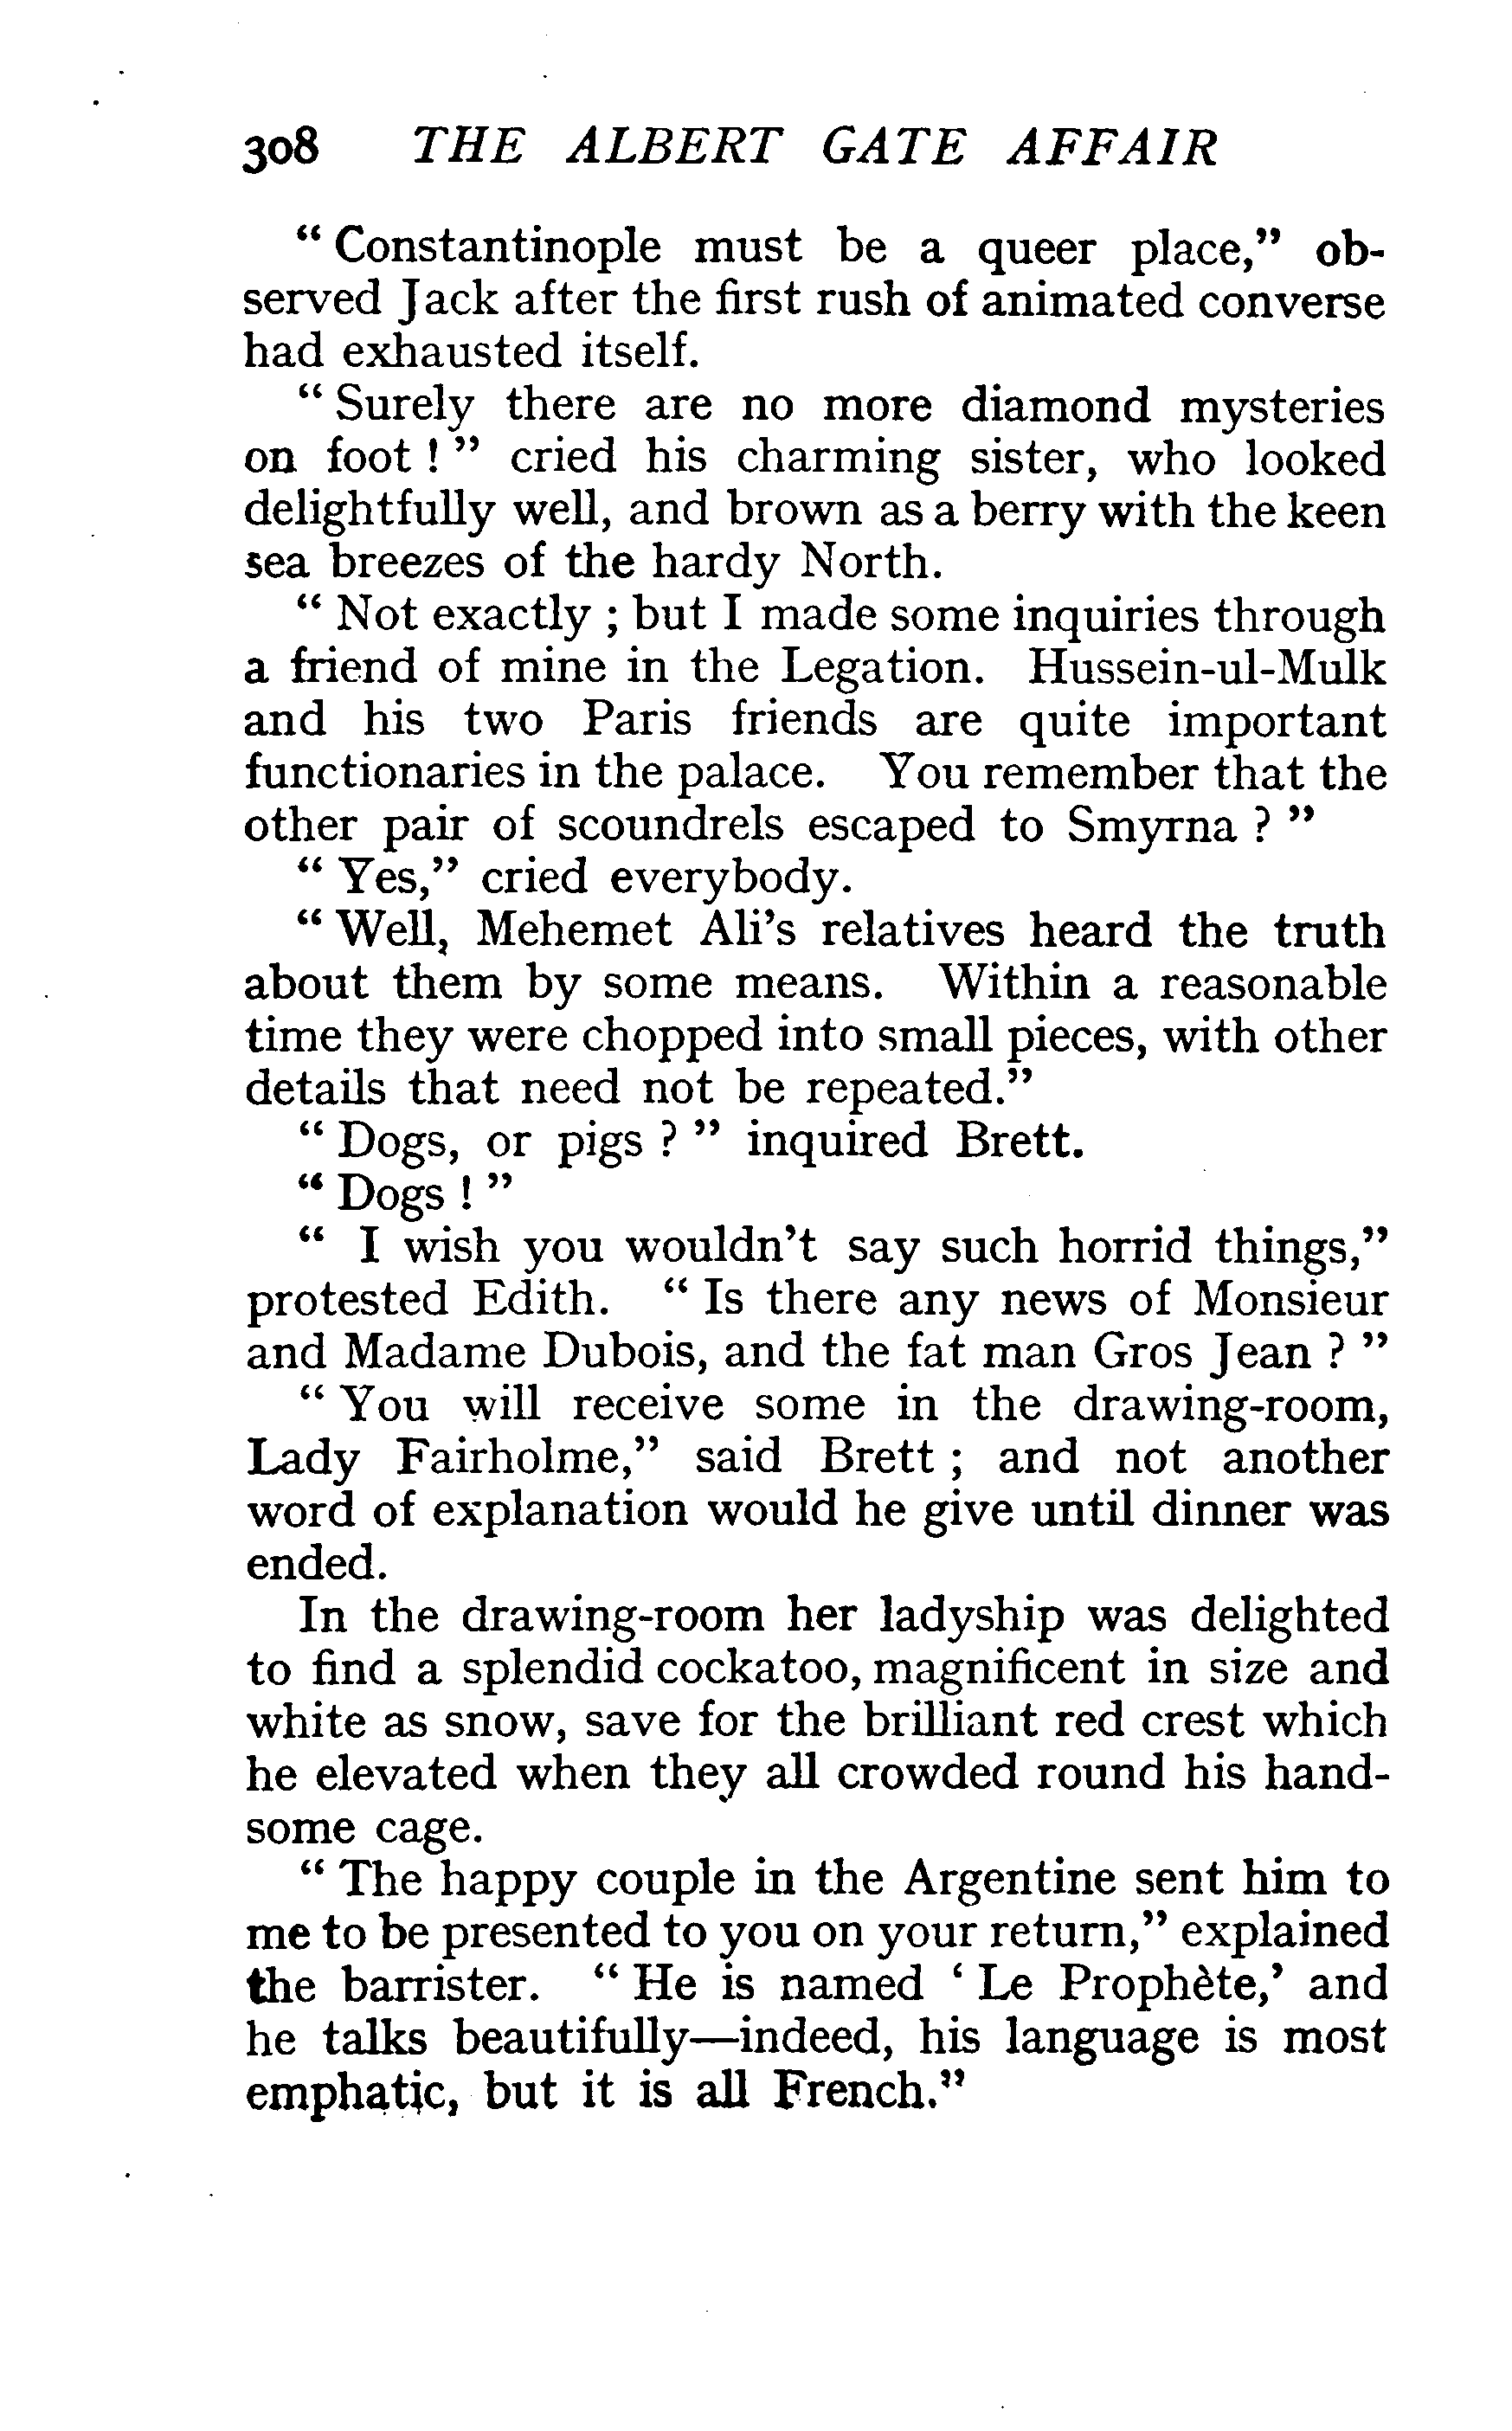 308 THE ALBERT GATE AFFAIR
“ Constantinople must be a queer place,” ob-
served Jack after the first rush of animated converse
had exhausted itself.
“ Surely there are no more diamond mysteries
on foot ! ” cried his charming sister, who looked
delightfully well, and brown as a berry with the keen
sea breezes of the hardy North.
“ Not exactly ; but I made some inquiries through
a friend of mine in the Legation. Hussein-ul-Mulk
and his two Paris friends are quite important
functionaries in the palace. You remember that the
other pair of scoundrels escaped to Smyrna ? ”
“ Yes,” cried everybody.
“ Well, Mehemet Ali’s relatives heard the truth
about them by some means. Within a reasonable
time they were chopped into small pieces, with other
details that need not be repeated.”
“ Dogs, or pigs ? ” inquired Brett.
“ Dogs ! ”
“ I wish you wouldn’t say such horrid things,”
protested Edith. “ Is there any news of Monsieur
and Madame Dubois, and the fat man Gros Jean ? ”
“ You will receive some in the drawing-room,
Lady Fairholme,” said Brett ; and not another
word of explanation would he give until dinner was
ended.
In the drawing-room her ladyship was delighted
to find a splendid cockatoo, magnificent in size and
white as snow, save for the brilliant red crest which
he elevated when they all crowded round his hand-
some cage.
“ The happy couple in the Argentine sent him to
me to be presented to you on your return,” explained
the barrister. “ He is named ‘ Le Prophète,’ and
he talks beautifully—indeed, his language is most
emphatic, but it is all French.”